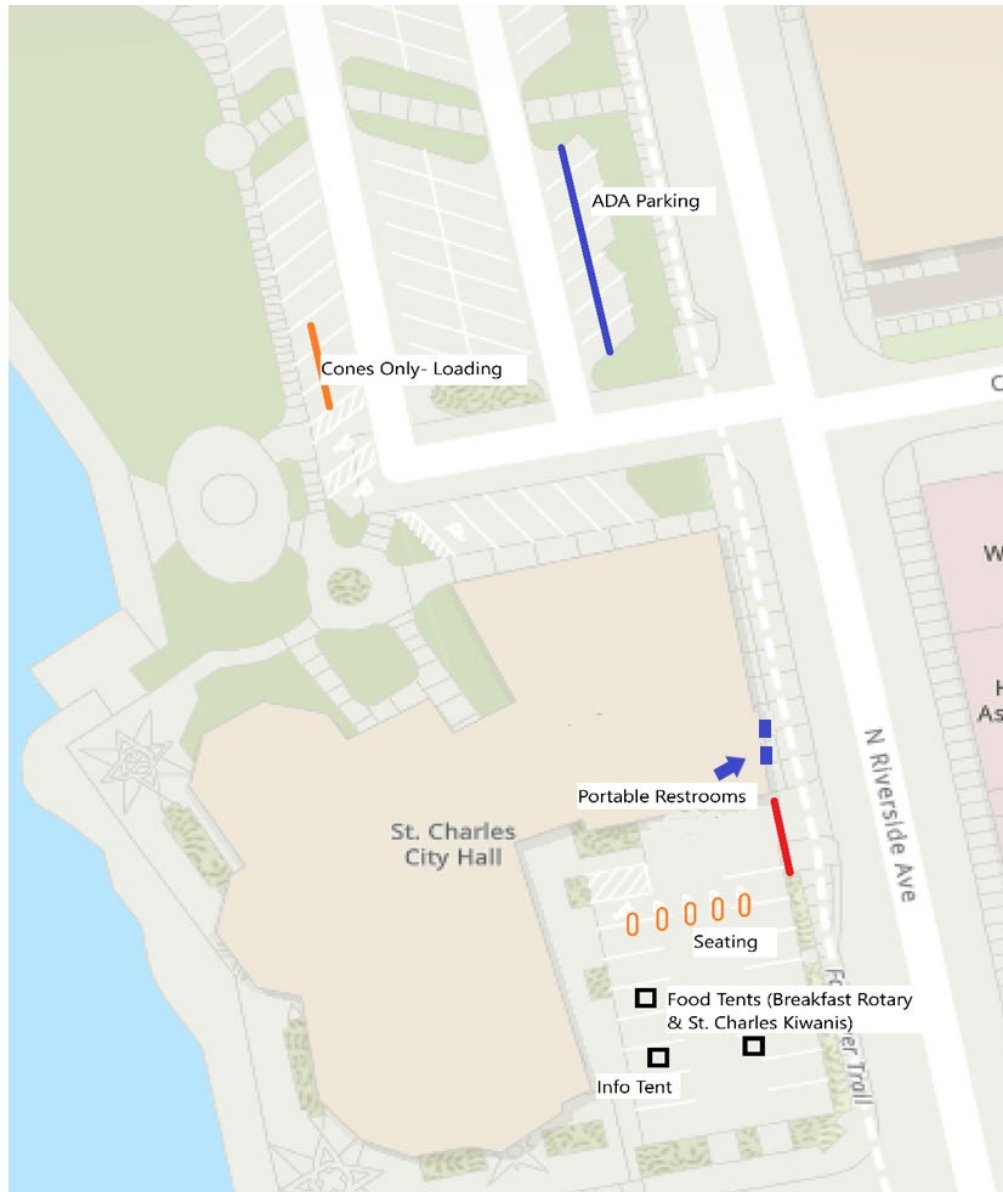 ADA Parking
Cones Only- Loading
N Riverside Ave
Portable Restrooms
St. Charles
City Hall
Seating
Food Tents (Breakfast Rotary
& St. Charles Kiwanis)
Info Tent
Trail